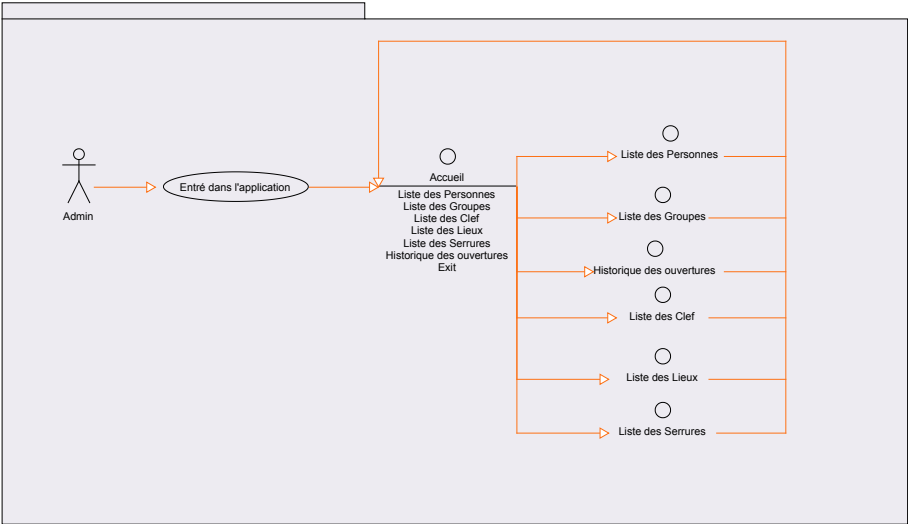 Admin
Entré dans l'application
Accueil
Liste des Personnes
Liste des Groupes
Liste des Clef
Liste des Lieux
Liste des Serrures
Historique des ouvertures
Exit
Liste des Personnes
Liste des Groupes
Historique des ouvertures
Liste des Clef
Liste des Lieux
Liste des Serrures